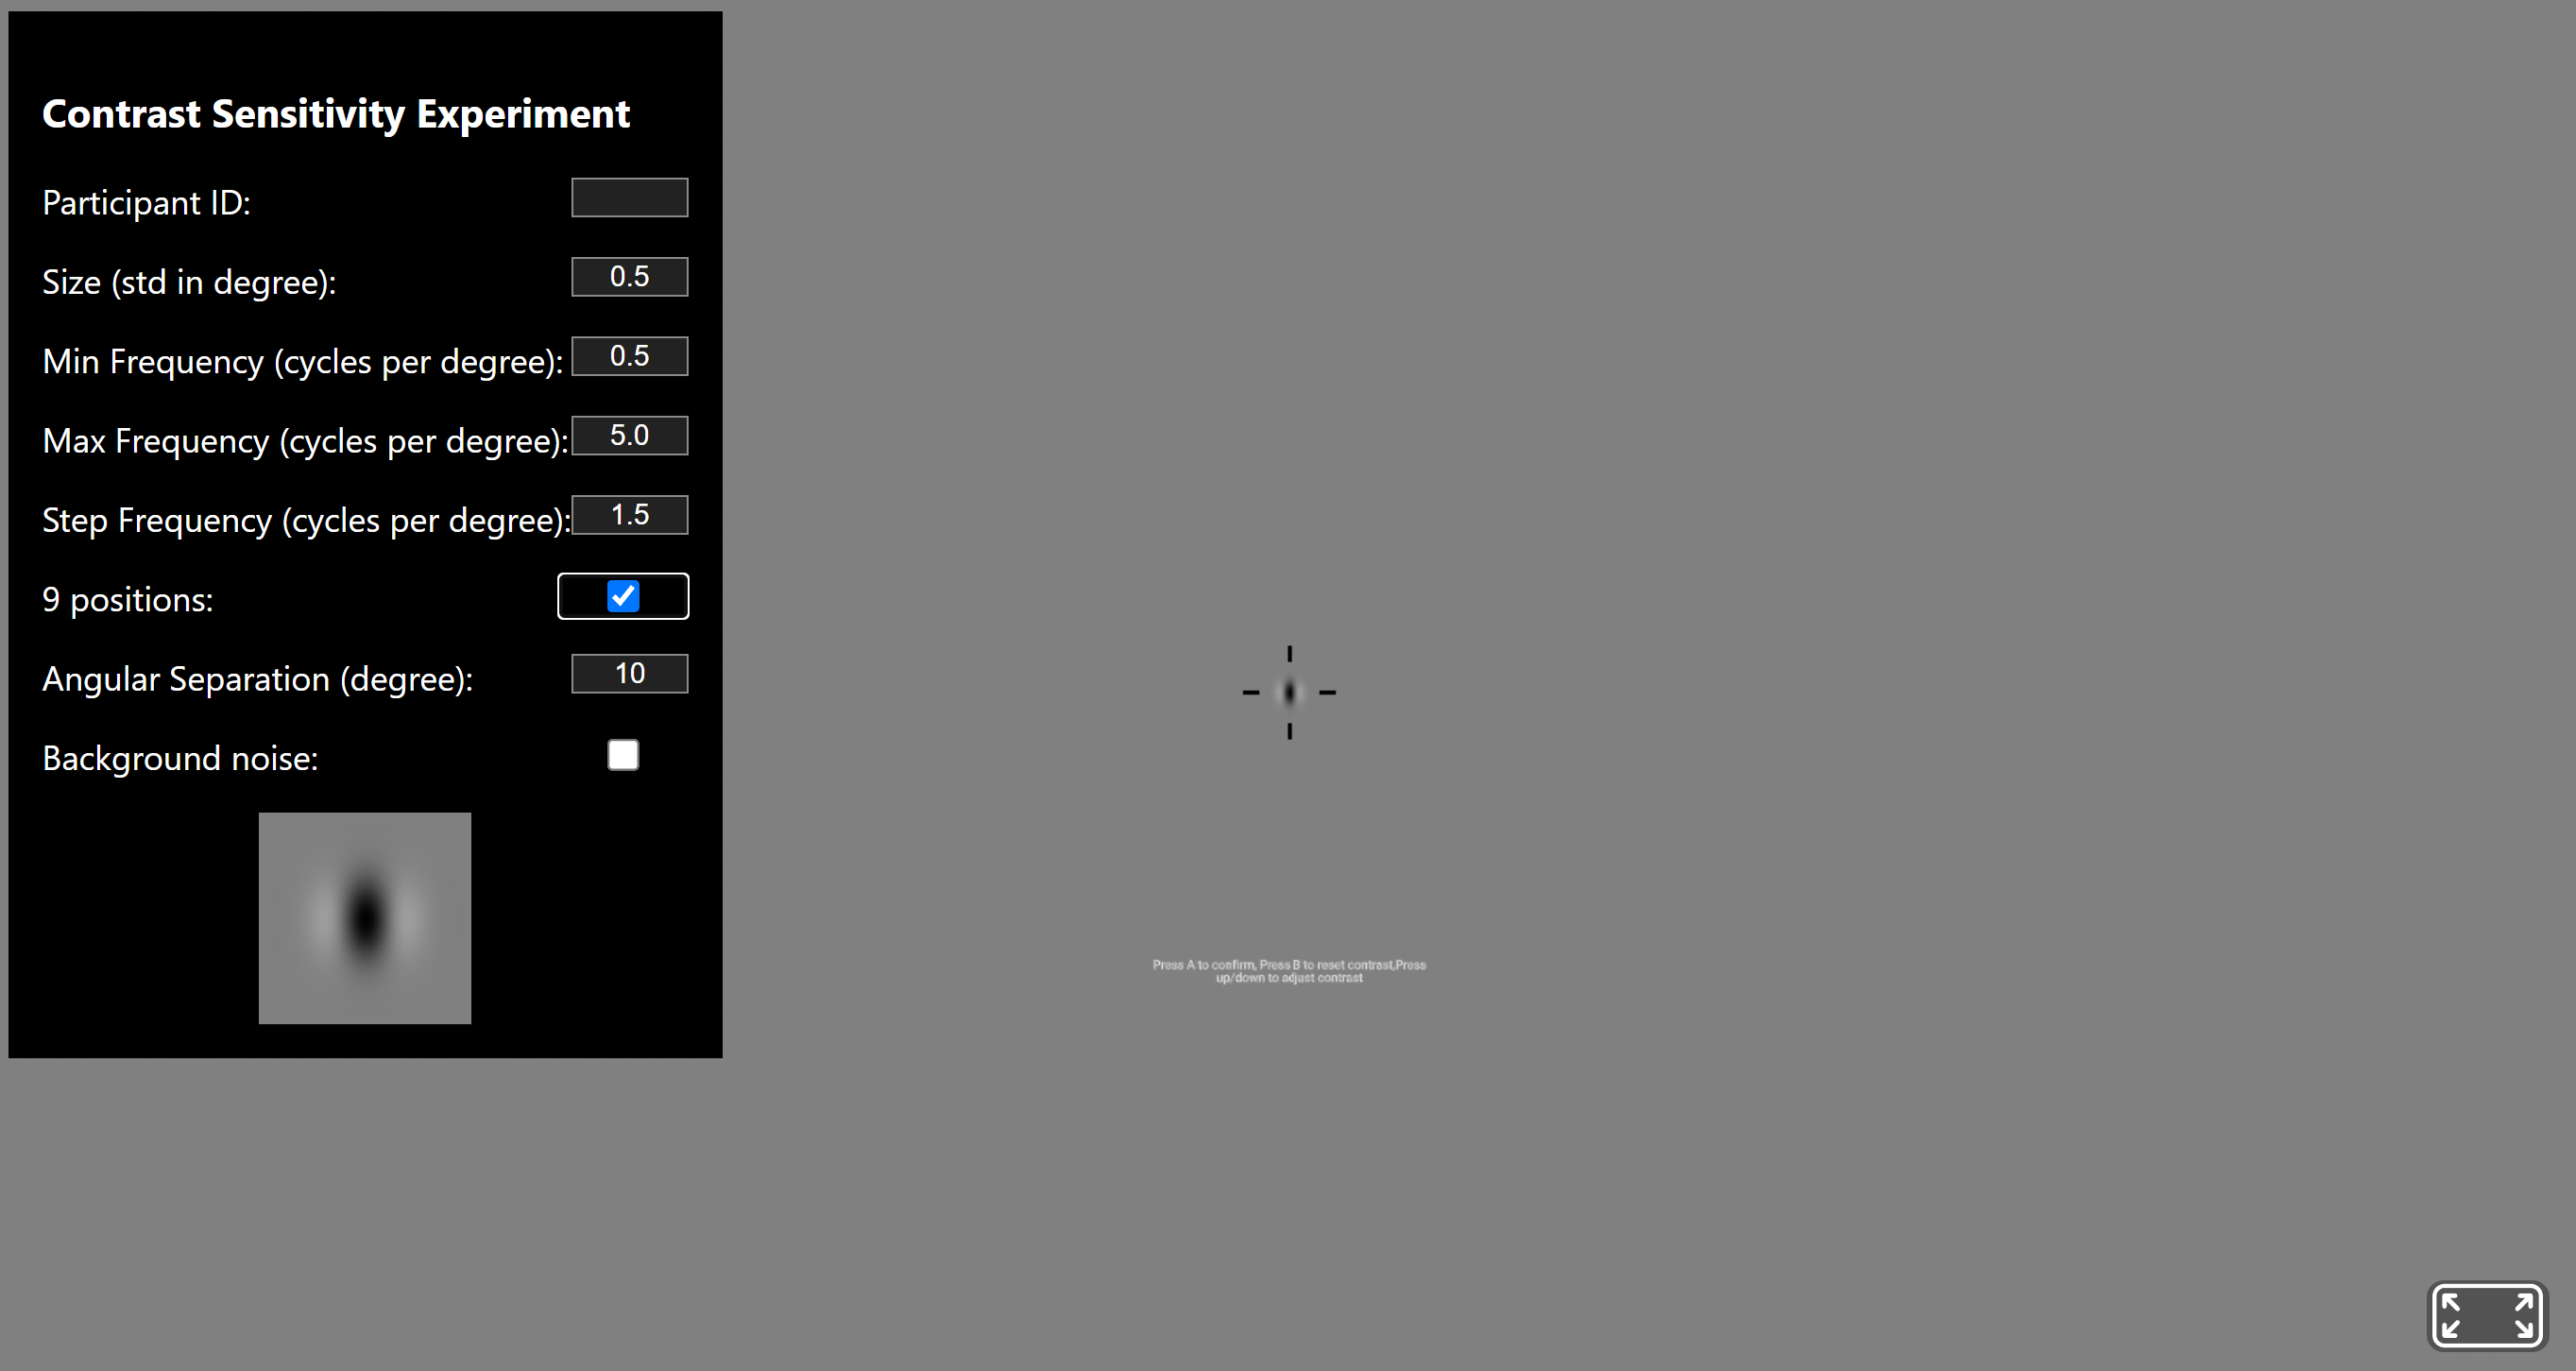 Contrast Sensitivity Experiment
Participant ID:
Size (std in degree): 0.5
Min Frequency (cycles per degree): 0.5
Max Frequency (cycles per degree): 5.0
Step Frequency (cycles per degree): 1.5
9 positions:
Angular Separation (degree): 10
Background noise:
Press A to confirm, Press B to reset contrast,Press
up/down to adjust contrast